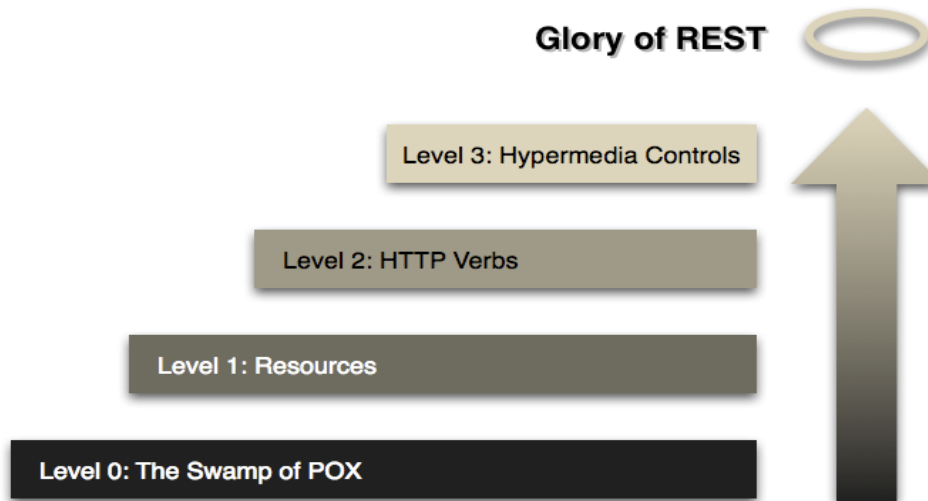 Glory of REST
Level 3: Hypermedia Controls
Level 2: HTTP Verbs
Level 1: Resources
Level 0: The Swamp of POX